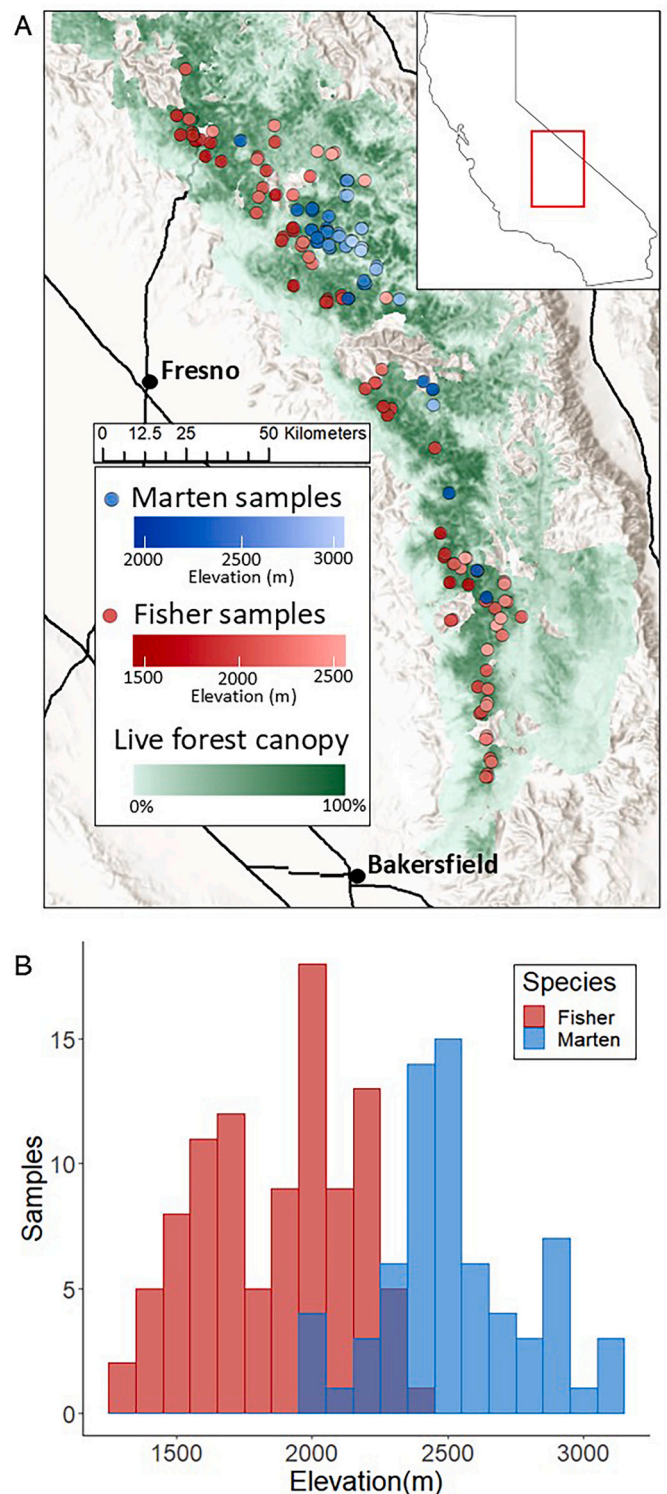 A
Fresno
0 12.5 25 50 Kilometers
Marten samples
2000 2500 3000
Elevation (m)
Fisher samples
1500 2000 2500
Elevation (m)
Live forest canopy
0% 100%
Bakersfield
B
Species
Fisher
Marten
15
10
5
0
Samples
1500 2000 2500 3000
Elevation(m)